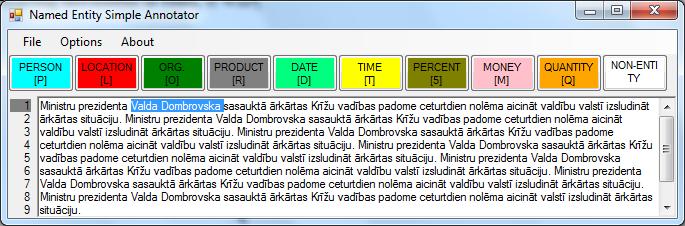 Named Entity Simple Annotator
File Options About
PERSON [P] LOCATION [L] ORG. [O] PRODUCT [R] DATE [D] TIME [T] PERCENT [5] MONEY [M] QUANTITY [Q] NON-ENTITY
1 Ministru prezidenta Valda Dombrovska sasauktā ārkārtas Krīžu vadības padome ceturtdien nolēma aicināt valdību valstī izsludināt
2 ārkārtas situāciju. Ministru prezidenta Valda Dombrovska sasauktā ārkārtas Krīžu vadības padome ceturtdien nolēma aicināt
3 valdību valstī izsludināt ārkārtas situāciju. Ministru prezidenta Valda Dombrovska sasauktā ārkārtas Krīžu vadības padome
4 ceturtdien nolēma aicināt valdību valstī izsludināt ārkārtas situāciju. Ministru prezidenta Valda Dombrovska sasauktā ārkārtas Krīžu
5 vadības padome ceturtdien nolēma aicināt valdību valstī izsludināt ārkārtas situāciju. Ministru prezidenta Valda Dombrovska
6 sasauktā ārkārtas Krīžu vadības padome ceturtdien nolēma aicināt valdību valstī izsludināt ārkārtas situāciju. Ministru prezidenta
7 Valda Dombrovska sasauktā ārkārtas Krīžu vadības padome ceturtdien nolēma aicināt valdību valstī izsludināt ārkārtas situāciju.
8 Ministru prezidenta Valda Dombrovska sasauktā ārkārtas Krīžu vadības padome ceturtdien nolēma aicināt valdību valstī izsludināt ārkārtas
9 situāciju.